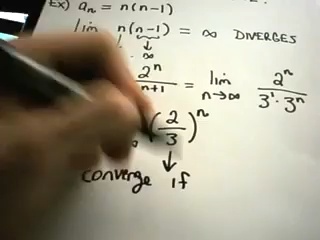 Ex) aₙ = n(n-1)
lim n(n-1) = ∞ DIVERGES
∞
2ⁿ / ⁿ⁺¹ = lim n→∞ 2ⁿ / 3¹·3ⁿ
(2/3)ⁿ
converge if